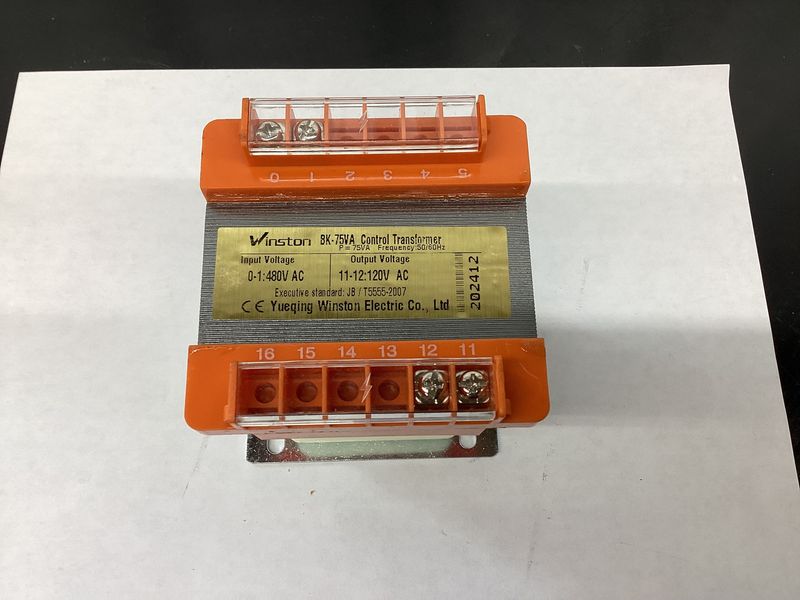 0 1 2 3 4 5
Winston BK-75VA Control Transformer
P=75VA Frequency:50/60Hz
Input Voltage Output Voltage
0-1:480V AC 11-12:120V AC
Executive standard: JB / T5555-2007
CE Yueqing Winston Electric Co., Ltd
202412
16 15 14 13 12 11